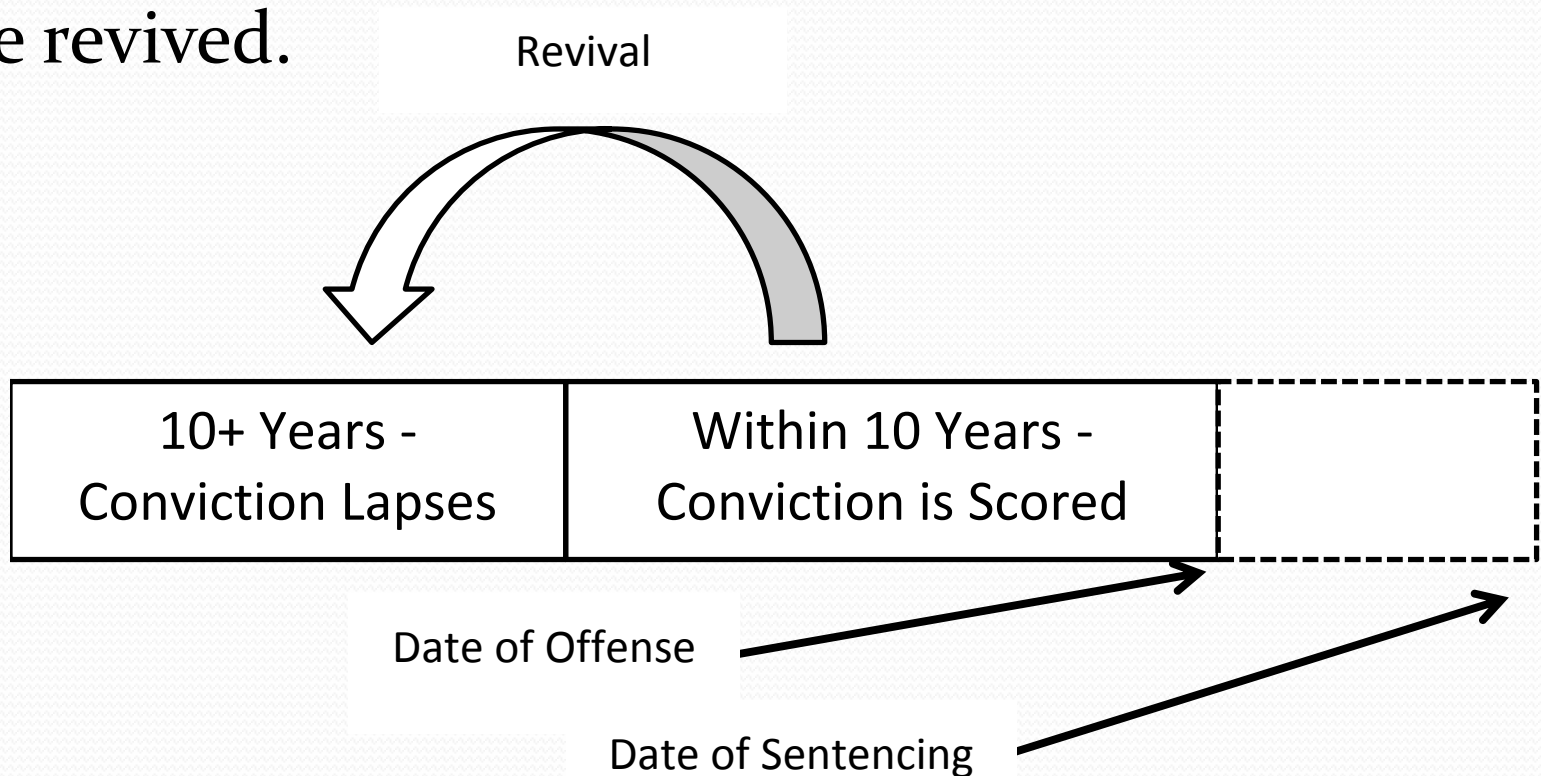 e revived.
Revival
10+ Years -
Conviction Lapses
Within 10 Years -
Conviction is Scored
Date of Offense
Date of Sentencing